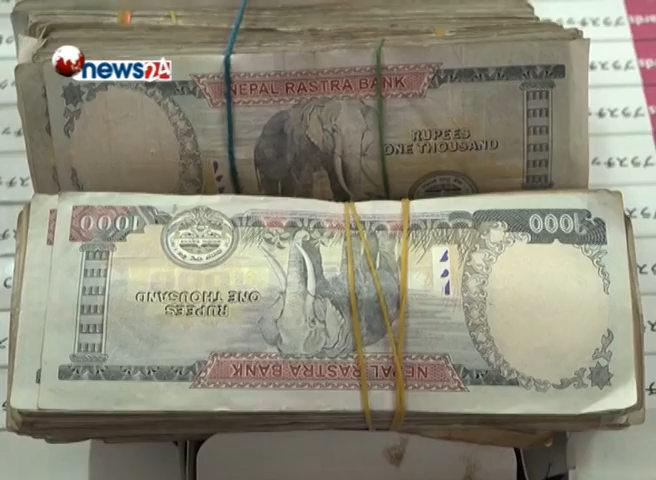 news24
NEPAL RASTRA BANK
RUPEES
ONE THOUSAND
1000
1000
RUPEES
ONE THOUSAND
NEPAL RASTRA BANK